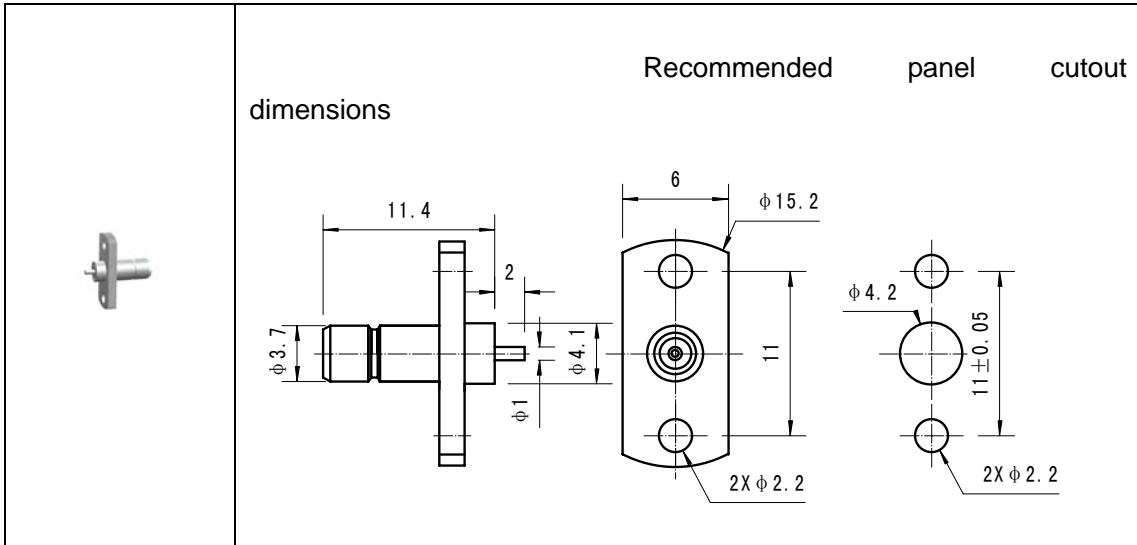 Recommended panel cutout
dimensions
6
φ15.2
11.4
2
φ4.2
φ3.7
φ4.1
11
11±0.05
φ1
2Xφ2.2
2Xφ2.2